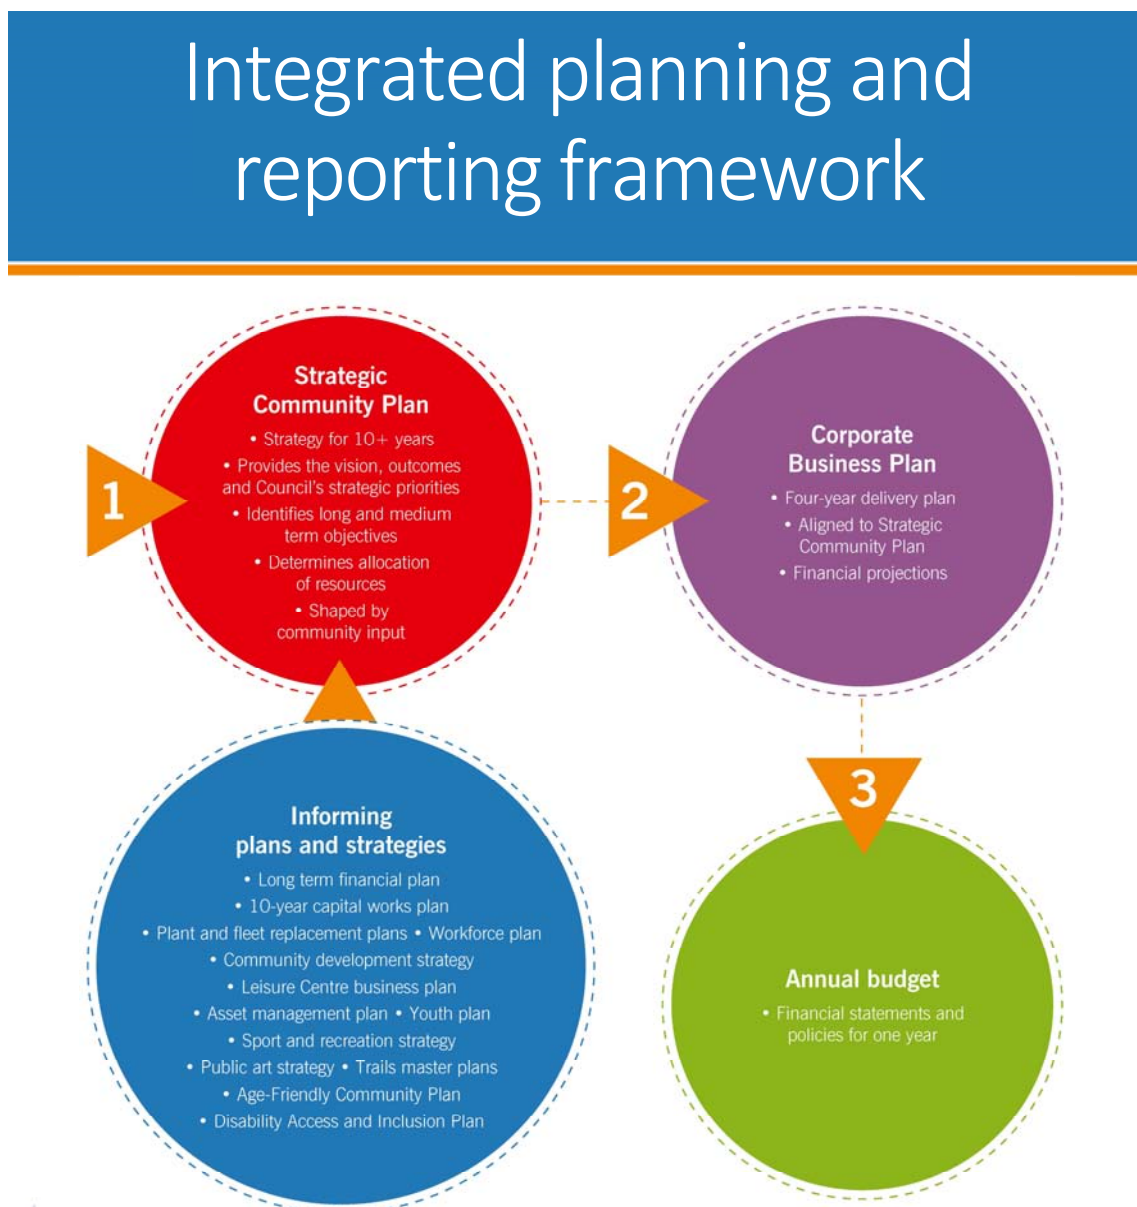 Integrated planning and
reporting framework
1
Strategic
Community Plan
• Strategy for 10+ years
• Provides the vision, outcomes
and Council's strategic priorities
• Identifies long and medium
term objectives
• Determines allocation
of resources
• Shaped by
community input
2
Corporate
Business Plan
• Four-year delivery plan
• Aligned to Strategic
Community Plan
• Financial projections
Informing
plans and strategies
• Long term financial plan
• 10-year capital works plan
• Plant and fleet replacement plans • Workforce plan
• Community development strategy
• Leisure Centre business plan
• Asset management plan • Youth plan
• Sport and recreation strategy
• Public art strategy • Trails master plans
• Age-Friendly Community Plan
• Disability Access and Inclusion Plan
3
Annual budget
• Financial statements and
policies for one year